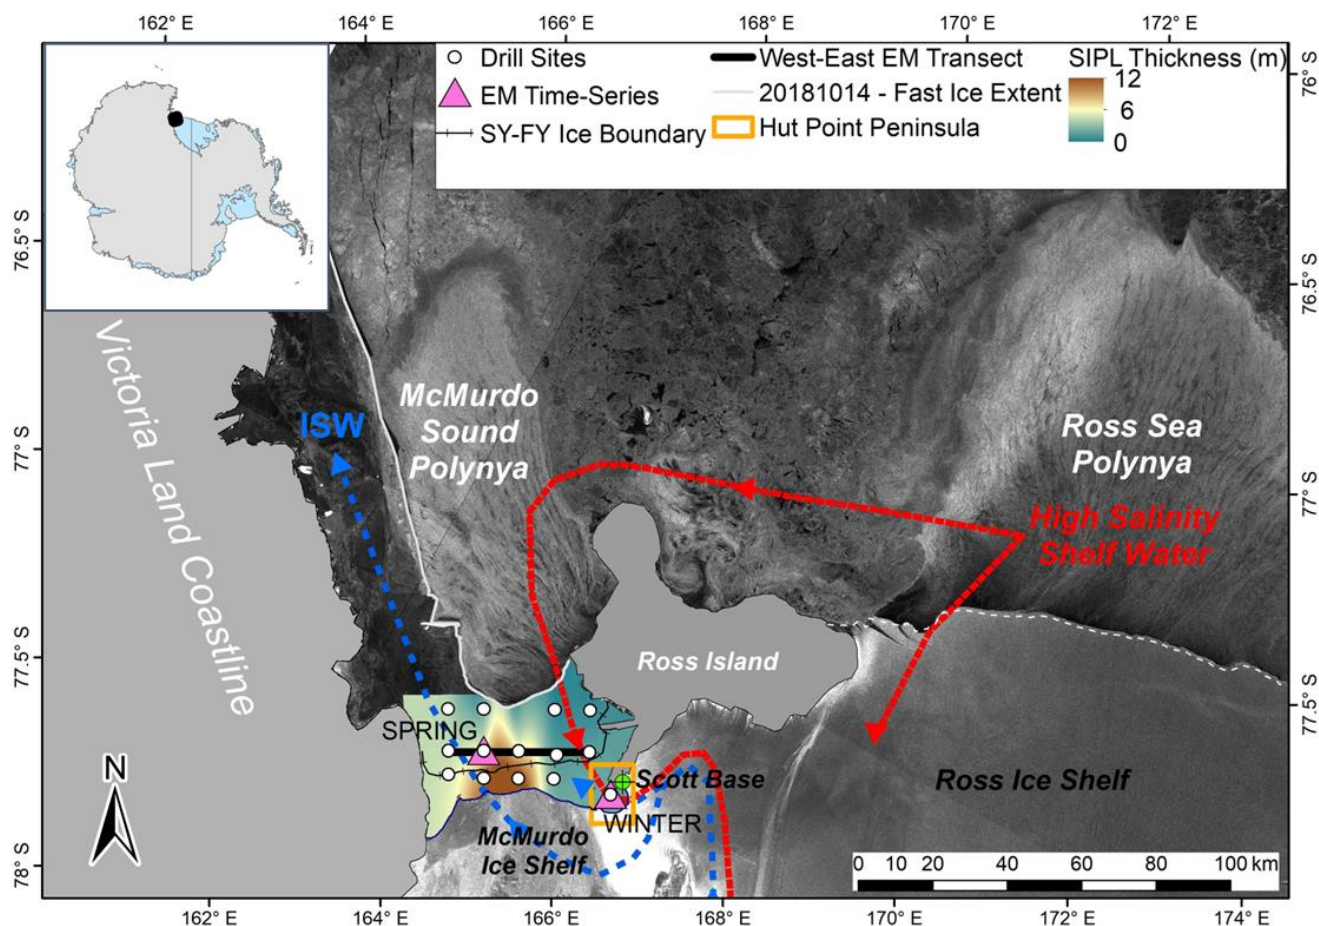 162° E
164° E
166° E
168° E
170° E
172° E
Drill Sites
EM Time-Series
SY-FY Ice Boundary
West-East EM Transect
20181014 - Fast Ice Extent
Hut Point Peninsula
SIPL Thickness (m)
12
6
0
76° S
76.5° S
76.5° S
77° S
77° S
77.5° S
77.5° S
78° S
Victoria Land Coastline
ISW
McMurdo
Sound
Polynya
Ross Sea
Polynya
High Salinity
Shelf Water
Ross Island
SPRING
Scott Base
WINTER
McMurdo
Ice Shelf
Ross Ice Shelf
N
0 10 20 40 60 80 100 km
162° E
164° E
166° E
168° E
170° E
172° E
174° E